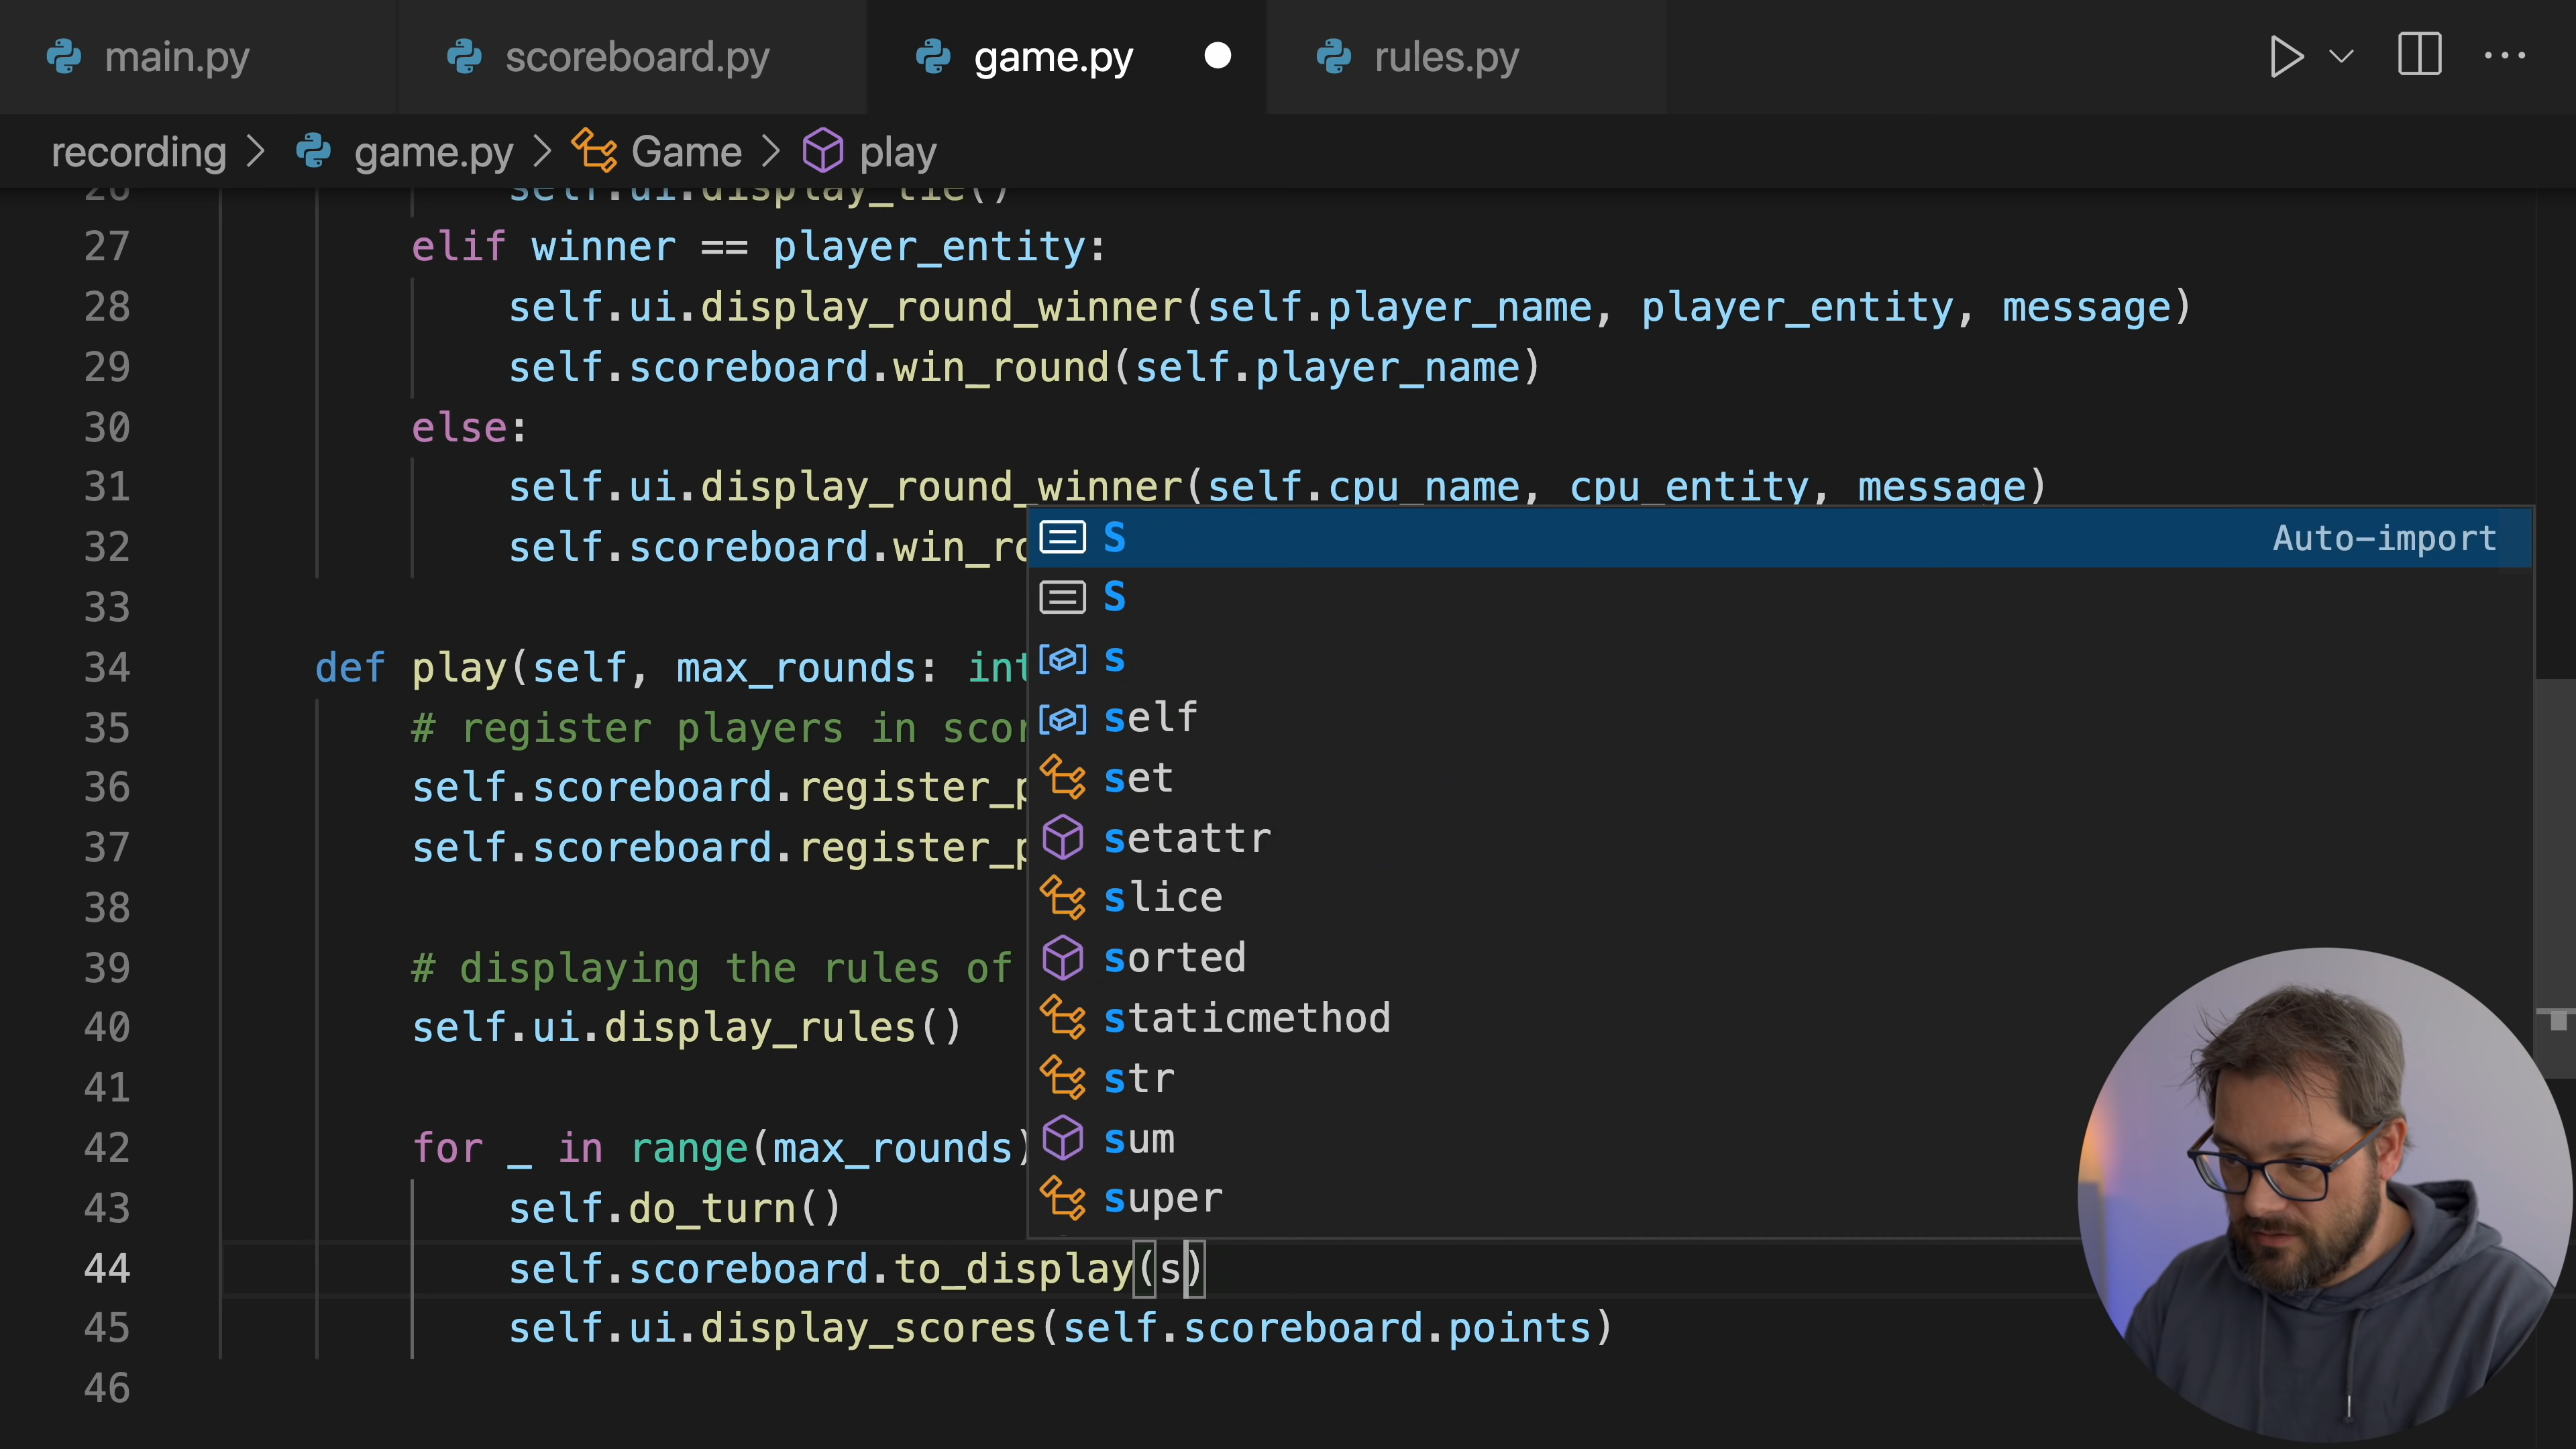 main.py
scoreboard.py
game.py
rules.py
recording > game.py > Game > play
26 self.ui.display_tie()
27 elif winner == player_entity:
28 self.ui.display_round_winner(self.player_name, player_entity, message)
29 self.scoreboard.win_round(self.player_name)
30 else:
31 self.ui.display_round_winner(self.cpu_name, cpu_entity, message)
32 self.scoreboard.win_ro
33
34 def play(self, max_rounds: int
35 # register players in scor
36 self.scoreboard.register_p
37 self.scoreboard.register_p
38
39 # displaying the rules of
40 self.ui.display_rules()
41
42 for _ in range(max_rounds)
43 self.do_turn()
44 self.scoreboard.to_display(s)
45 self.ui.display_scores(self.scoreboard.points)
46
S Auto-import
S
s
self
set
setattr
slice
sorted
staticmethod
str
sum
super